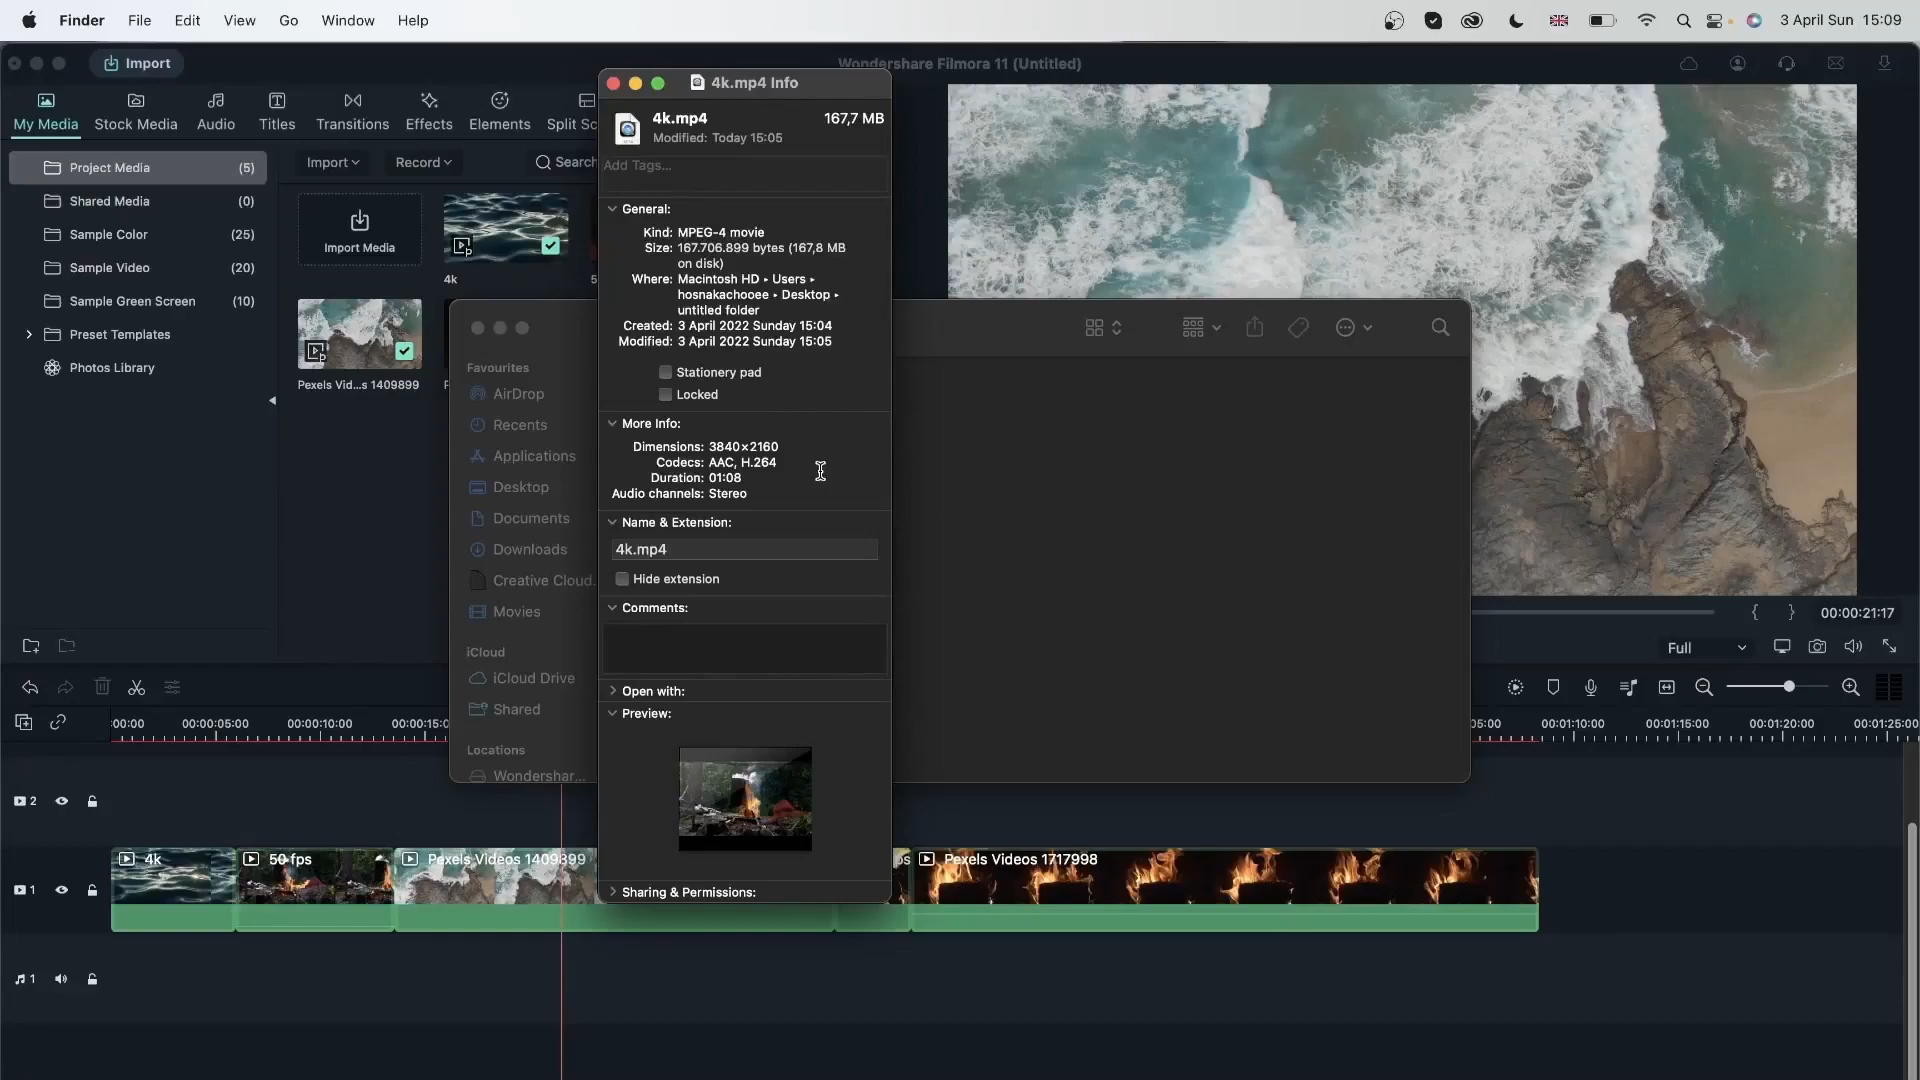 Finder File Edit View Go Window Help
3 April Sun 15:09
Import
Wondershare Filmora 11 (Untitled)
My Media Stock Media Audio Titles Transitions Effects Elements Split Sc
Project Media (5)
Shared Media (0)
Sample Color (25)
Sample Video (20)
Sample Green Screen (10)
Preset Templates
Photos Library
Import Record Search
Import Media
4k
5
Pexels Vid...s 1409899
4k.mp4 Info
4k.mp4 167,7 MB
Modified: Today 15:05
Add Tags...
General:
Kind: MPEG-4 movie
Size: 167.706.899 bytes (167,8 MB
on disk)
Where: Macintosh HD ▸ Users ▸
hosnakachooee ▸ Desktop ▸
untitled folder
Created: 3 April 2022 Sunday 15:04
Modified: 3 April 2022 Sunday 15:05
Stationery pad
Locked
More Info:
Dimensions: 3840×2160
Codecs: AAC, H.264
Duration: 01:08
Audio channels: Stereo
Name & Extension:
4k.mp4
Hide extension
Comments:
Open with:
Preview:
Sharing & Permissions:
Favourites
AirDrop
Recents
Applications
Desktop
Documents
Downloads
Creative Cloud...
Movies
iCloud
iCloud Drive
Shared
Locations
Wondershar...
{ } 00:00:21:17
Full
:00:00 00:00:05:00 00:00:10:00 00:00:15:0 05:00 00:01:10:00 00:01:15:00 00:01:20:00 00:01:25:00
2
4k 50 fps Pexels Videos 1409899 ps Pexels Videos 1717998
1
1